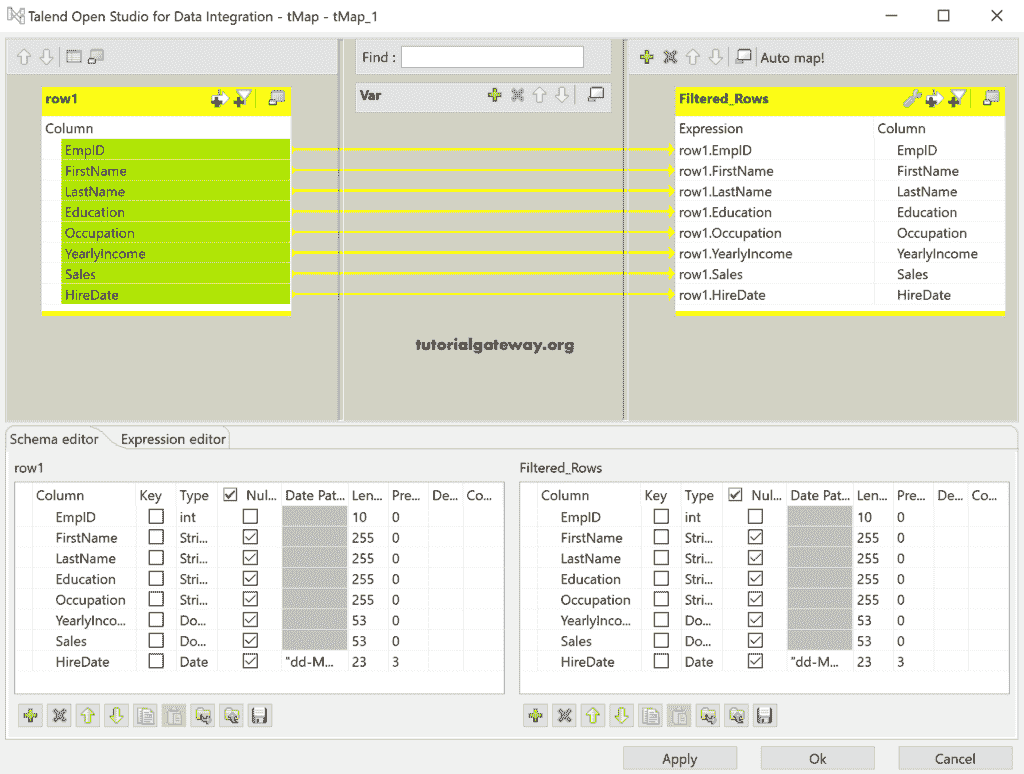 Talend Open Studio for Data Integration - tMap - tMap_1
Find :
Auto map!
row1
Var
Filtered_Rows
Column
Expression Column
EmpID row1.EmpID EmpID
FirstName row1.FirstName FirstName
LastName row1.LastName LastName
Education row1.Education Education
Occupation row1.Occupation Occupation
YearlyIncome row1.YearlyIncome YearlyIncome
Sales row1.Sales Sales
HireDate row1.HireDate HireDate
tutorialgateway.org
Schema editor Expression editor
row1
Column Key Type Nul... Date Pat... Len... Pre... De... Co...
EmpID int 10 0
FirstName Stri... 255 0
LastName Stri... 255 0
Education Stri... 255 0
Occupation Stri... 255 0
YearlyInco... Do... 53 0
Sales Do... 53 0
HireDate Date "dd-M... 23 3
Filtered_Rows
Column Key Type Nul... Date Pat... Len... Pre... De... Co...
EmpID int 10 0
FirstName Stri... 255 0
LastName Stri... 255 0
Education Stri... 255 0
Occupation Stri... 255 0
YearlyInco... Do... 53 0
Sales Do... 53 0
HireDate Date "dd-M... 23 3
Apply Ok Cancel